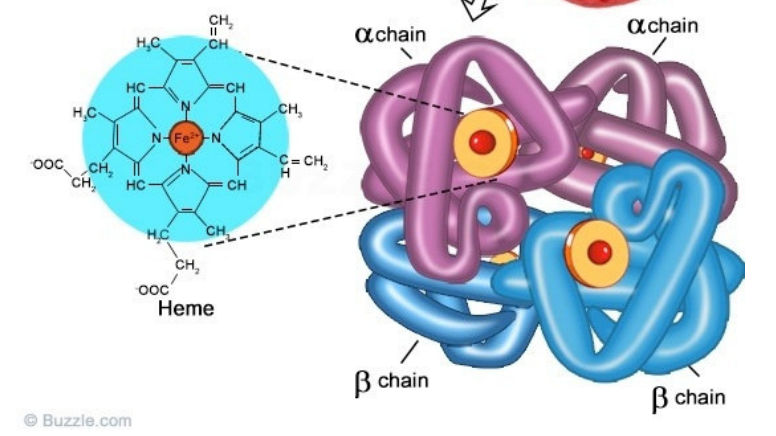 CH₂
H₃C
CH
α chain
α chain
HC
CH
H₃C
N
CH₃
N
Fe²⁺
N
⁻OOC
CH₂
N
C=CH₂
H
CH₂
HC
CH
H₂C
CH₃
CH₂
⁻OOC
Heme
β chain
β chain
© Buzzle.com